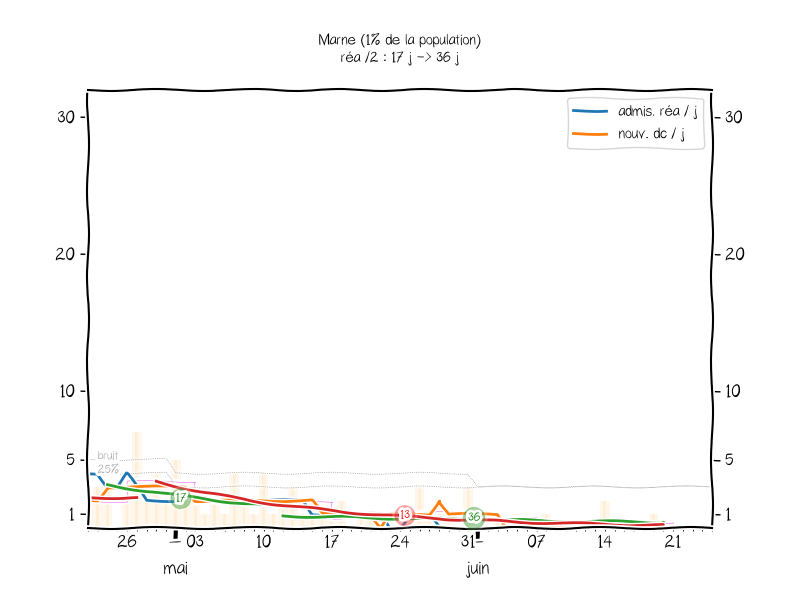 Marne (1% de la population)
réa /2 : 17 j -> 36 j
admis. réa / j
nouv. dc / j
30
30
20
20
10
10
5
5
1
1
bruit
25%
17
13
36
26 03 10 17 24 31 07 14 21
mai juin